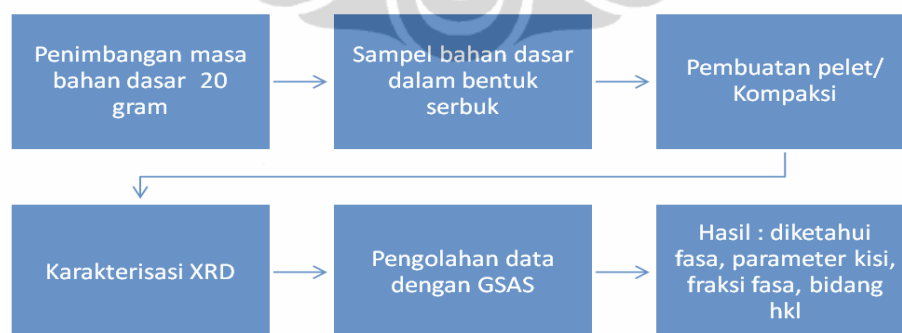 Penimbangan masa
bahan dasar 20
gram
Sampel bahan dasar
dalam bentuk
serbuk
Pembuatan pelet/
Kompaksi
Karakterisasi XRD
Pengolahan data
dengan GSAS
Hasil : diketahui
fasa, parameter kisi,
fraksi fasa, bidang
hkl